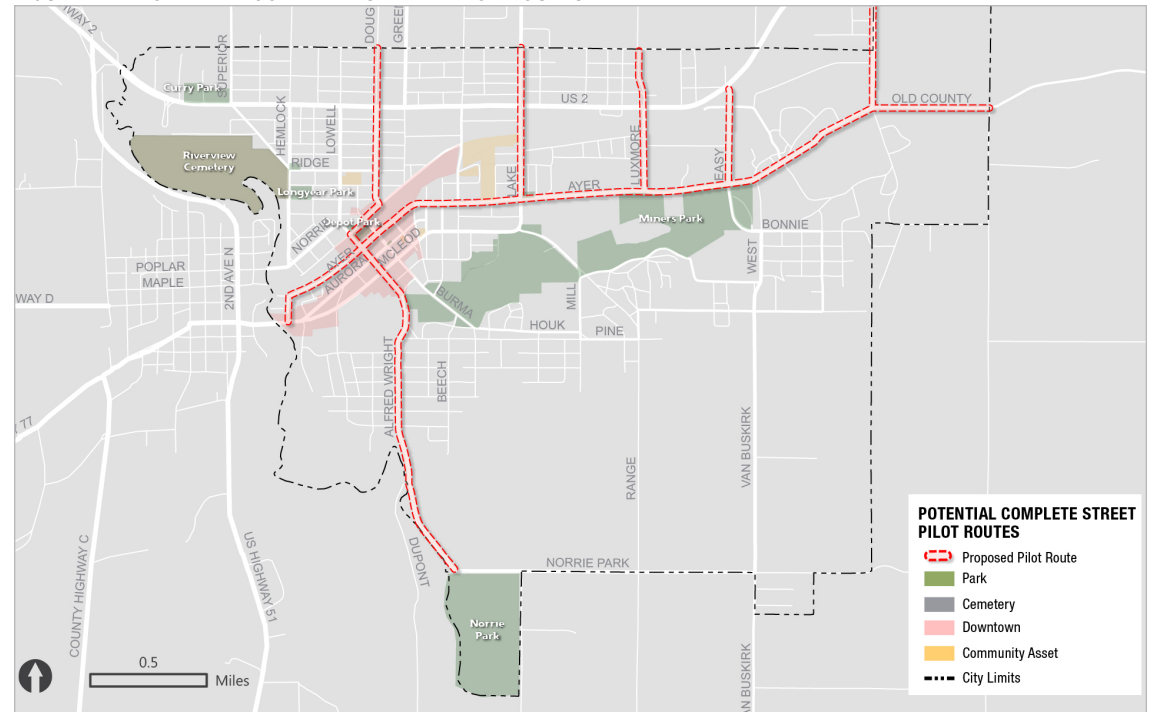 WAY 2
DOUG
GREEN
SUPERIOR
Curry Park
US 2
OLD COUNTY
HEMLOCK
LOWELL
LUXMORE
EASY
LAKE
Riverview
Cemetery
RIDGE
AYER
Longyear Park
Depot Park
Miners Park
BONNIE
NORRIE
MCLEOD
AYER
AURORA
WEST
POPLAR
MAPLE
2ND AVE N
WAY D
BURMA
MILL
HOUK
PINE
ALFRED WRIGHT
BEECH
77
RANGE
VAN BUSKIRK
COUNTY HIGHWAY C
US HIGHWAY 51
DUPONT
NORRIE PARK
Norrie
Park
AN BUSKIRK
0.5
Miles
POTENTIAL COMPLETE STREET
PILOT ROUTES
Proposed Pilot Route
Park
Cemetery
Downtown
Community Asset
City Limits